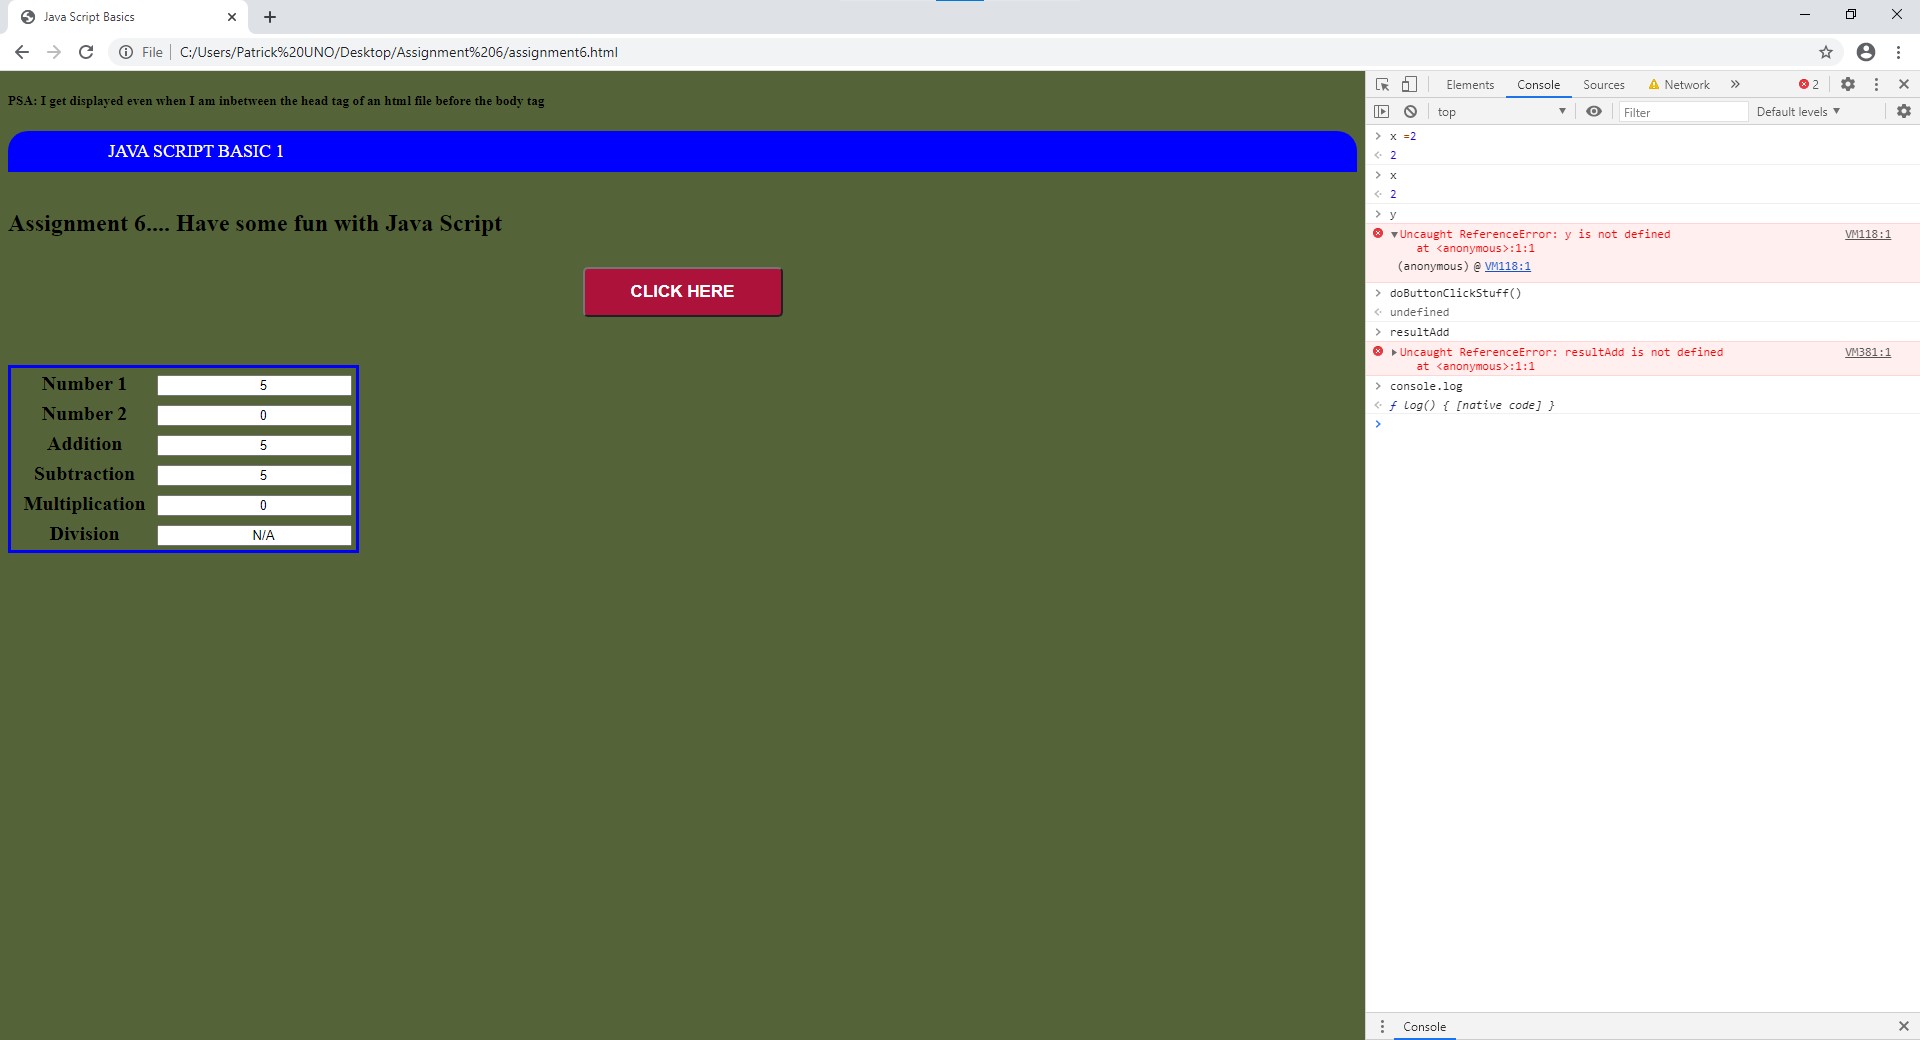 Java Script Basics
File C:/Users/Patrick%20UNO/Desktop/Assignment%206/assignment6.html
PSA: I get displayed even when I am inbetween the head tag of an html file before the body tag
JAVA SCRIPT BASIC 1
Assignment 6.... Have some fun with Java Script
CLICK HERE
Number 1 5
Number 2 0
Addition 5
Subtraction 5
Multiplication 0
Division N/A
Elements Console Sources Network » 2
top Filter Default levels
x =2
2
x
2
y
Uncaught ReferenceError: y is not defined VM118:1
at <anonymous>:1:1
(anonymous) @ VM118:1
doButtonClickStuff()
undefined
resultAdd
Uncaught ReferenceError: resultAdd is not defined VM381:1
at <anonymous>:1:1
console.log
ƒ log() { [native code] }
Console